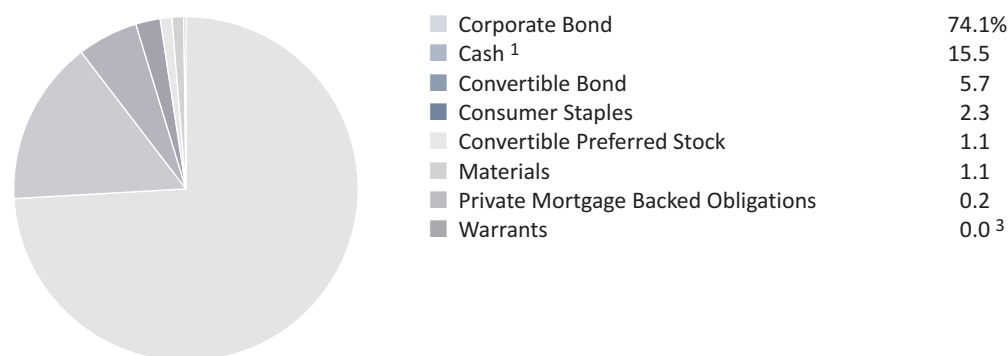 Corporate Bond 74.1%
Cash 1 15.5
Convertible Bond 5.7
Consumer Staples 2.3
Convertible Preferred Stock 1.1
Materials 1.1
Private Mortgage Backed Obligations 0.2
Warrants 0.0 3